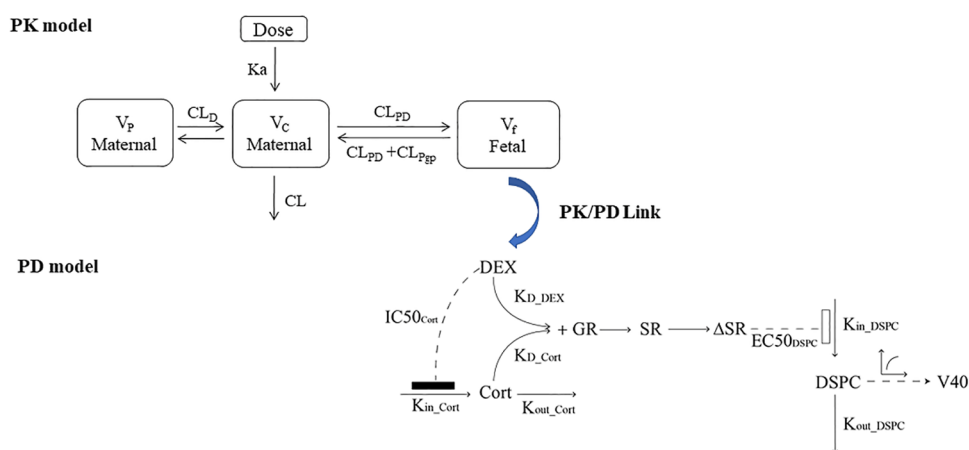 PK model
Dose
Ka
V_P
Maternal
CL_D
V_C
Maternal
CL_PD
CL_PD +CL_Pgp
V_f
Fetal
CL
PK/PD Link
PD model
DEX
K_D_DEX
IC50_Cort
+ GR
SR
ΔSR
EC50_DSPC
K_in_DSPC
K_D_Cort
K_in_Cort
Cort
K_out_Cort
DSPC
V40
K_out_DSPC